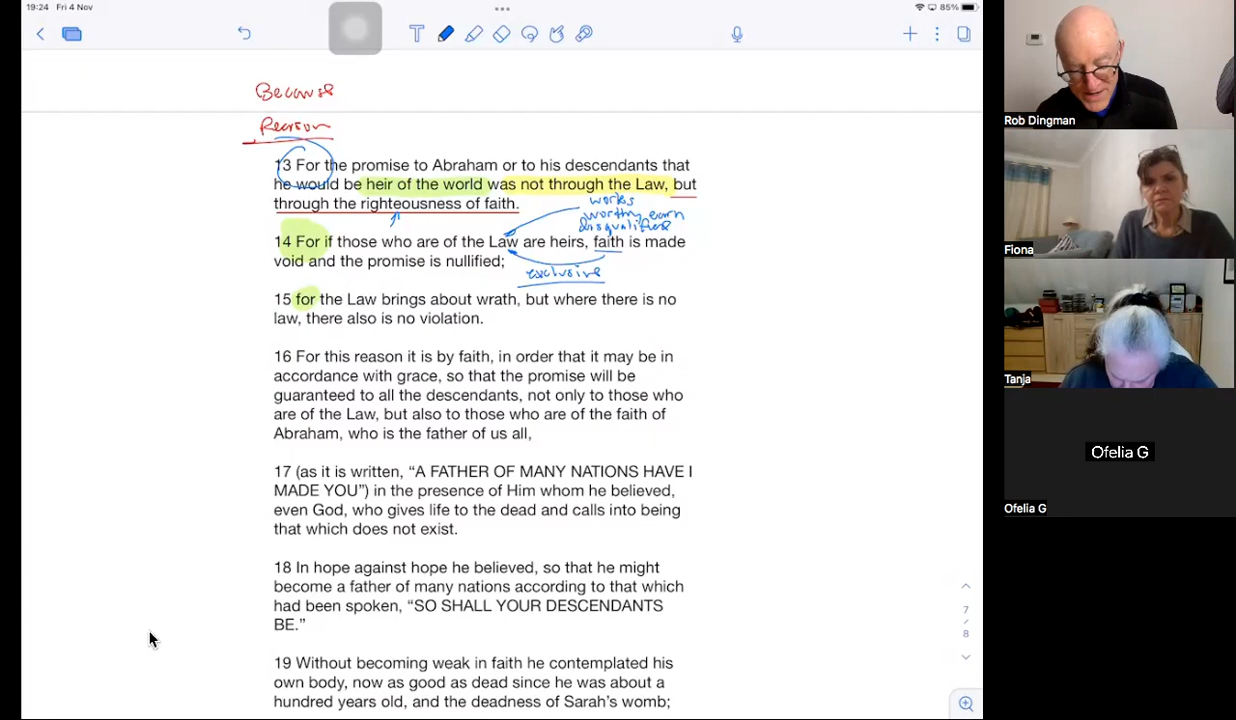 19:24 Fri 4 Nov
85%
Because
Reason
13 For the promise to Abraham or to his descendants that
he would be heir of the world was not through the Law, but
through the righteousness of faith.
works
worthy earn
disqualified
14 For if those who are of the Law are heirs, faith is made
void and the promise is nullified;
exclusive
15 for the Law brings about wrath, but where there is no
law, there also is no violation.
16 For this reason it is by faith, in order that it may be in
accordance with grace, so that the promise will be
guaranteed to all the descendants, not only to those who
are of the Law, but also to those who are of the faith of
Abraham, who is the father of us all,
17 (as it is written, “A FATHER OF MANY NATIONS HAVE I
MADE YOU”) in the presence of Him whom he believed,
even God, who gives life to the dead and calls into being
that which does not exist.
18 In hope against hope he believed, so that he might
become a father of many nations according to that which
had been spoken, “SO SHALL YOUR DESCENDANTS
BE.”
19 Without becoming weak in faith he contemplated his
own body, now as good as dead since he was about a
hundred years old, and the deadness of Sarah’s womb;
7
/
8
Rob Dingman
Fiona
Tanja
Ofelia G
Ofelia G